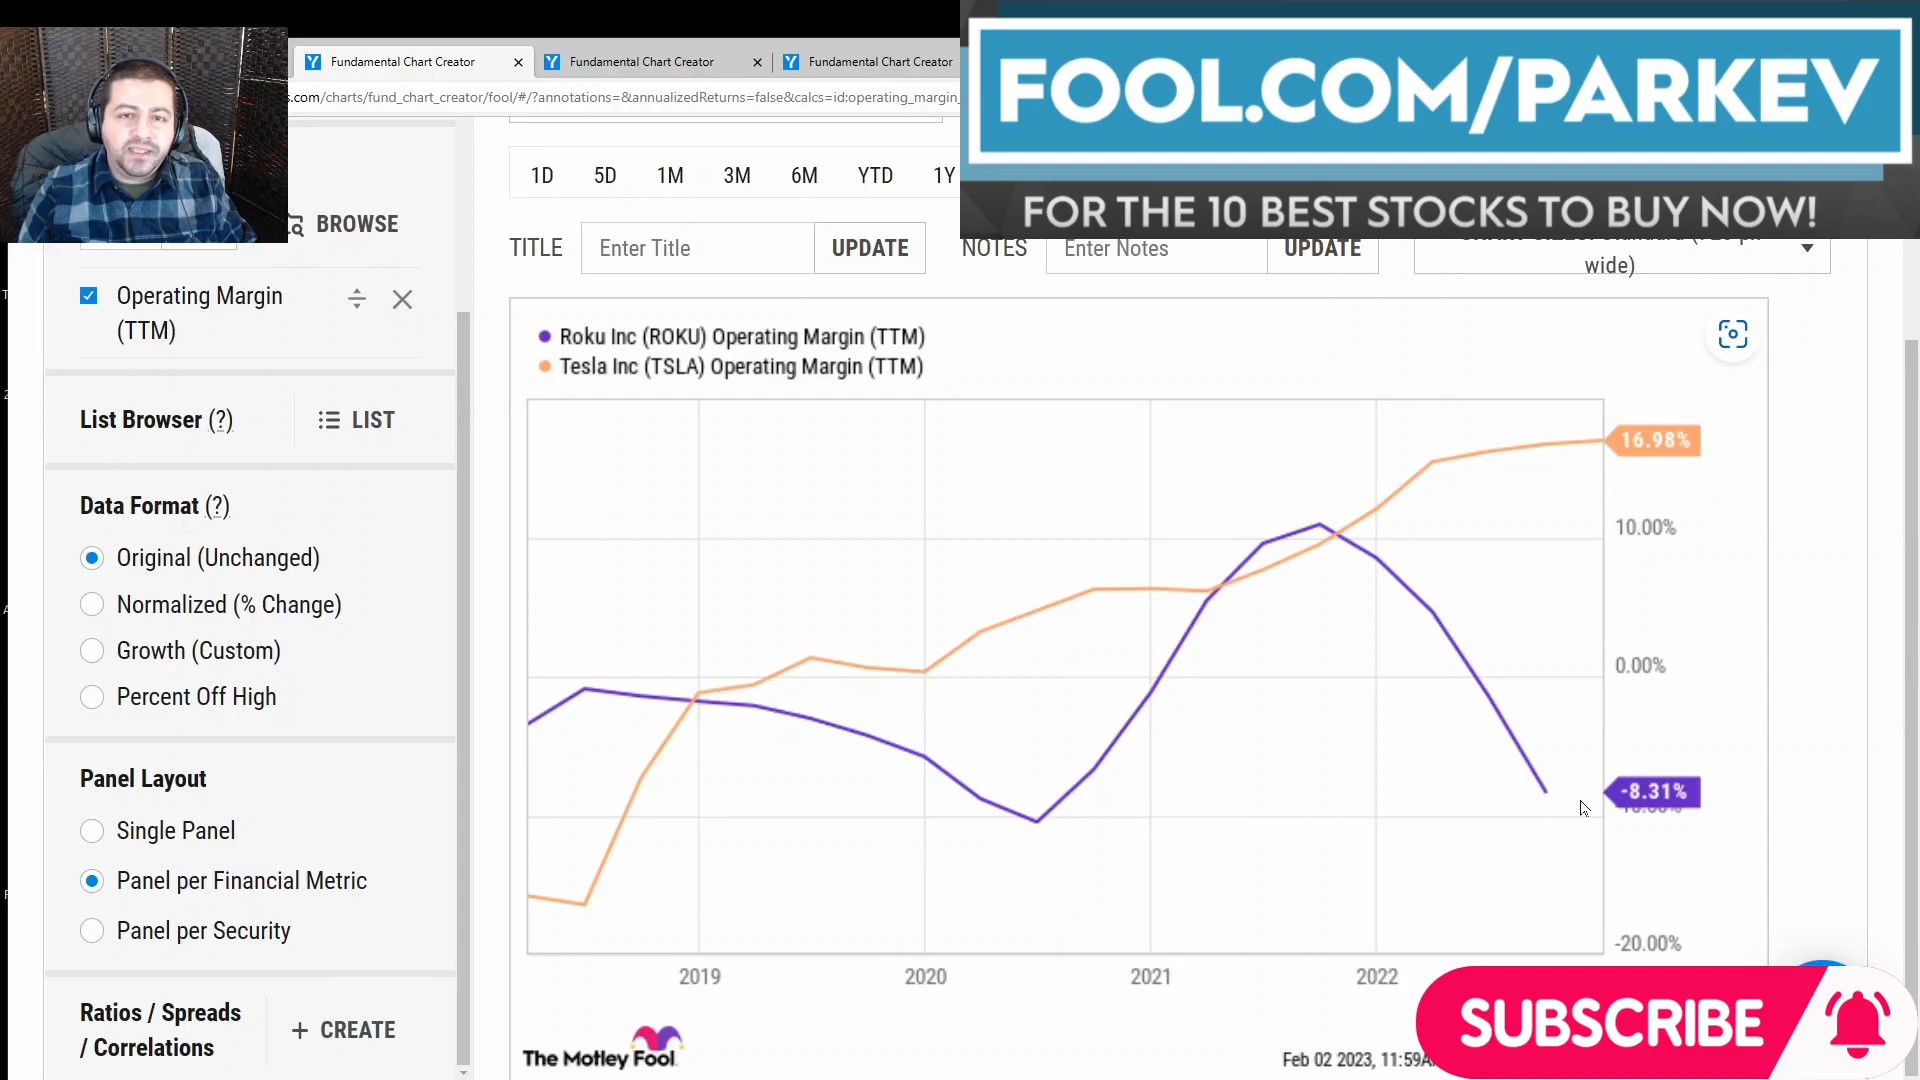 Fundamental Chart Creator
Fundamental Chart Creator
Fundamental Chart Creator
s.com/charts/fund_chart_creator/fool/#/?annotations=&annualizedReturns=false&calcs=id:operating_margin_
FOOL.COM/PARKEV
FOR THE 10 BEST STOCKS TO BUY NOW!
1D 5D 1M 3M 6M YTD 1Y
BROWSE
TITLE Enter Title UPDATE NOTES Enter Notes UPDATE
wide)
Operating Margin
(TTM)
List Browser (?) LIST
Data Format (?)
Original (Unchanged)
Normalized (% Change)
Growth (Custom)
Percent Off High
Panel Layout
Single Panel
Panel per Financial Metric
Panel per Security
Ratios / Spreads
/ Correlations
+ CREATE
Roku Inc (ROKU) Operating Margin (TTM)
Tesla Inc (TSLA) Operating Margin (TTM)
16.98%
10.00%
0.00%
-8.31%
-20.00%
2019 2020 2021 2022
The Motley Fool
Feb 02 2023, 11:59A
SUBSCRIBE